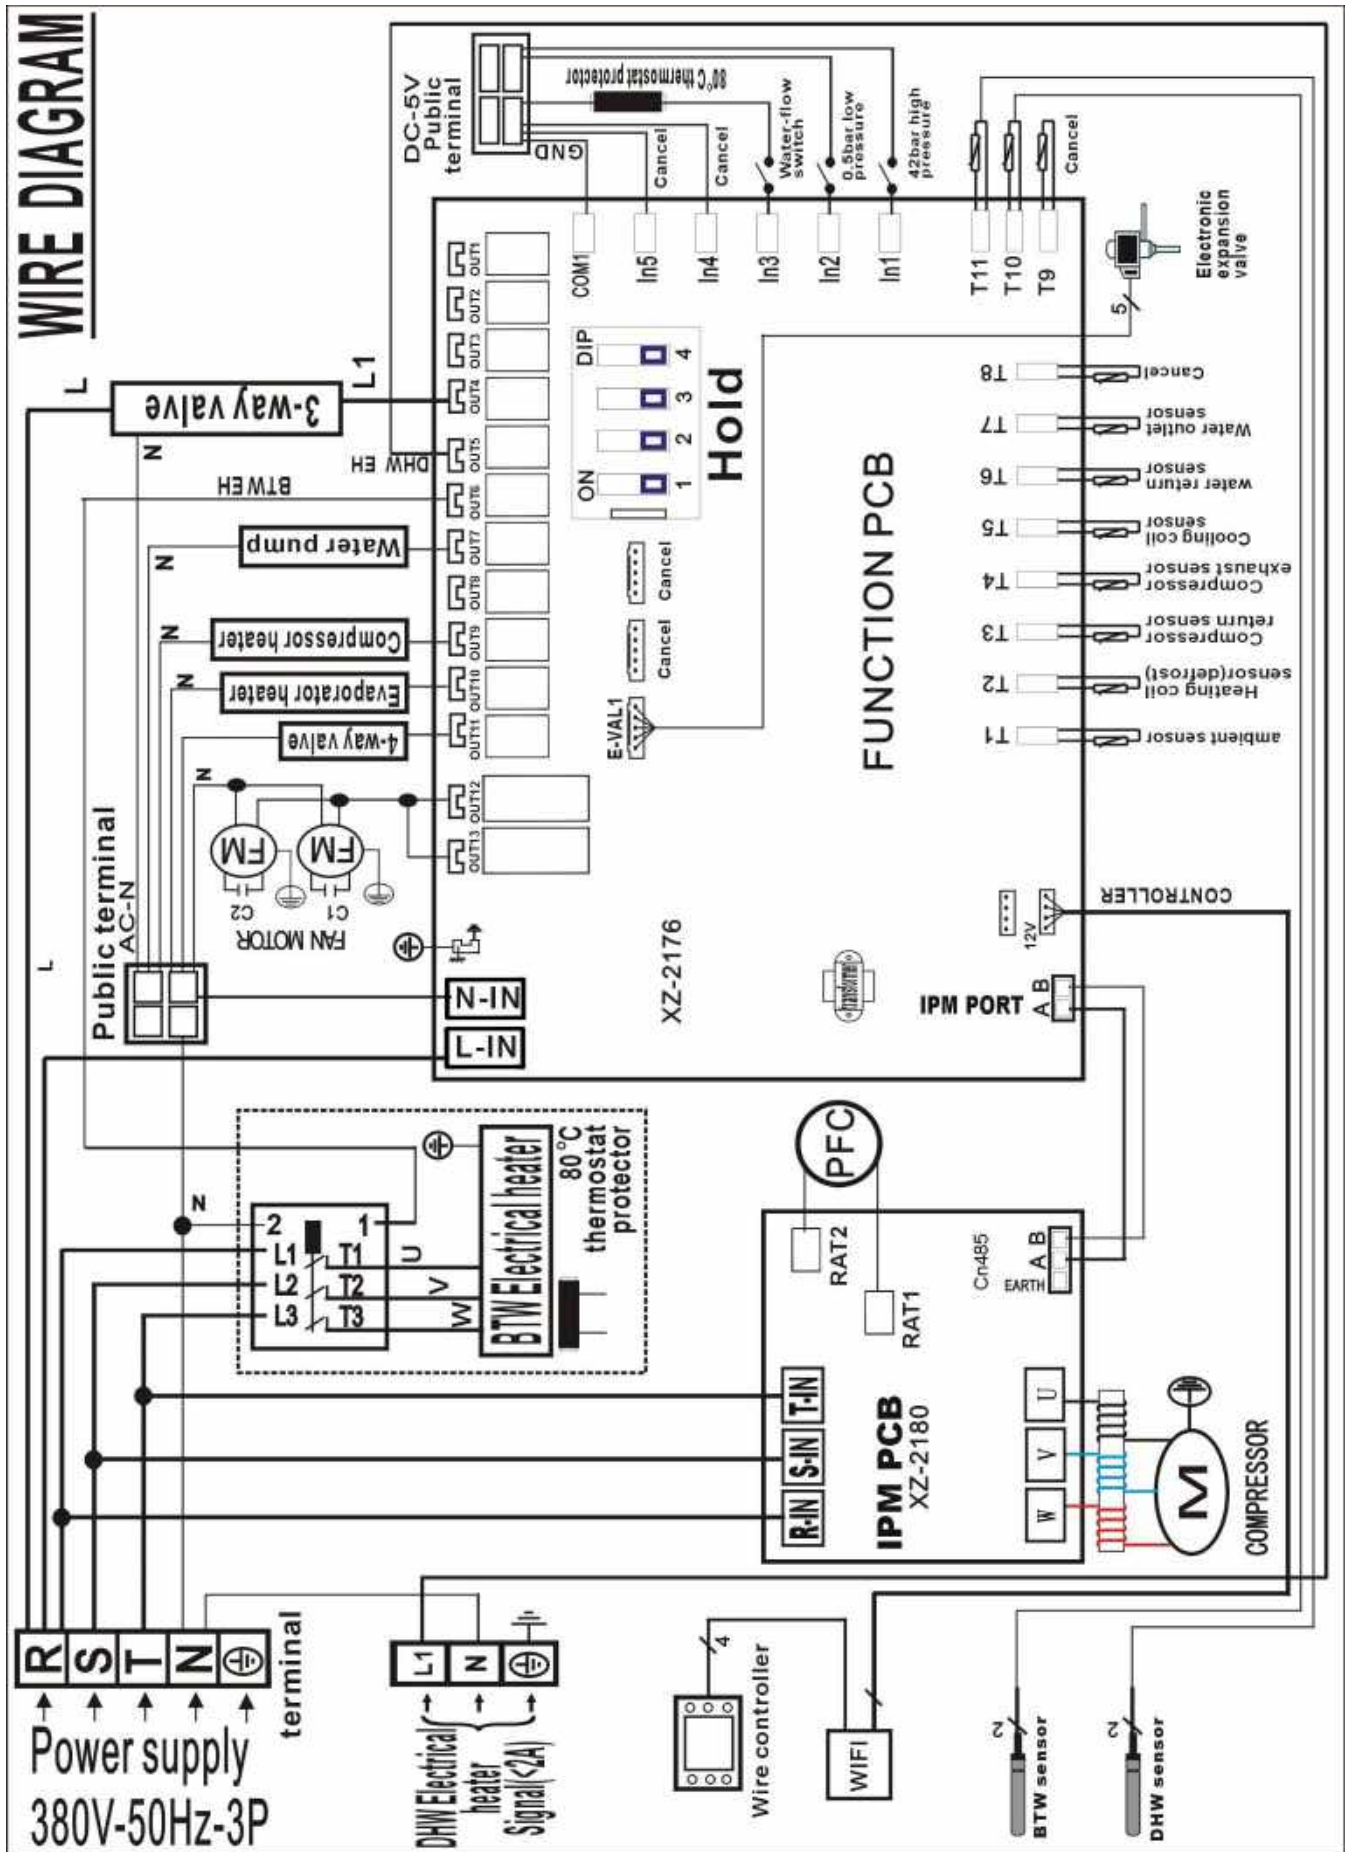 WIRE DIAGRAM
DC-5V
Public
terminal
GND
80°C thermostat protector
Cancel
Cancel
Water-flow
switch
0.5bar low
pressure
42bar high
pressure
Cancel
COM1
In5
In4
In3
In2
In1
T11
T10
T9
Electronic
expansion
valve
5
OUT1
OUT2
OUT3
OUT4
OUT5
OUT6
OUT7
OUT8
OUT9
OUT10
OUT11
OUT12
OUT13
L
3-way valve
L1
N
DHW EH
BTW EH
Water pump
N
Compressor heater
N
Evaporator heater
N
4-way valve
N
FM
FM
C2
C1
FAN MOTOR
Public terminal
AC-N
L
ON
DIP
1
2
3
4
Hold
Cancel
Cancel
E-VAL1
FUNCTION PCB
T8
Cancel
T7
Water outlet
sensor
T6
water return
sensor
T5
Cooling coil
sensor
T4
Compressor
exhaust sensor
T3
Compressor
return sensor
T2
Heating coil
sensor(defrost)
T1
ambient sensor
N-IN
L-IN
XZ-2176
transformer
12V
CONTROLLER
IPM PORT
A
B
N
2
1
L1
T1
L2
T2
L3
T3
U
V
W
BTW Electrical heater
80°C
thermostat
protector
PFC
RAT2
RAT1
Cn485
EARTH
A
B
T-IN
S-IN
R-IN
IPM PCB
XZ-2180
U
V
W
M
COMPRESSOR
R
S
T
N
terminal
Power supply
380V-50Hz-3P
L1
N
DHW Electrical
heater
Signal(<2A)
4
Wire controller
WIFI
2
BTW sensor
2
DHW sensor